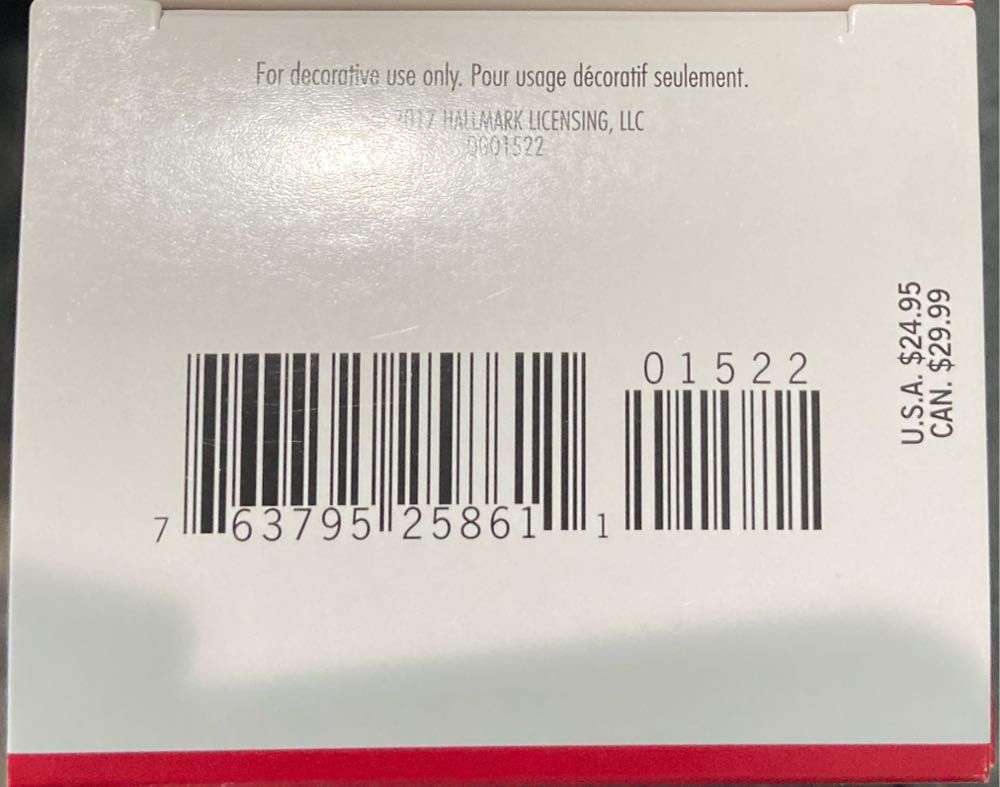 For decorative use only. Pour usage décoratif seulement.
2017 HALLMARK LICENSING, LLC
0001522
U.S.A. $24.95
CAN. $29.99
01522
7 63795 25861 1